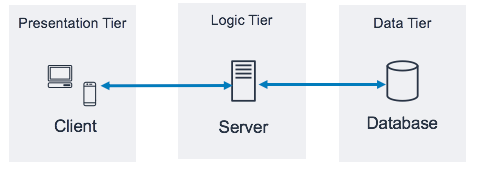 Presentation Tier
Client
Logic Tier
Server
Data Tier
Database